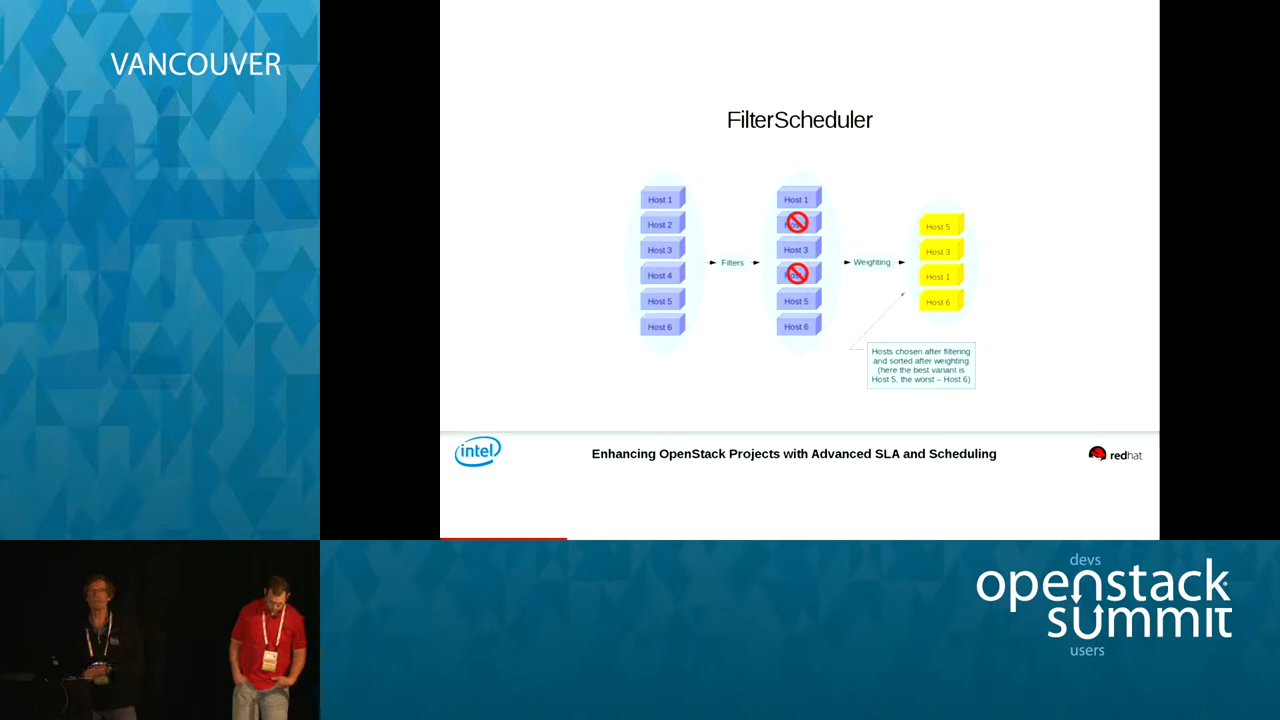 VANCOUVER
FilterScheduler
Host 1
Host 2
Host 3
Host 4
Host 5
Host 6
Filters
Host 1
Host 3
Host 5
Host 6
Weighting
Host 5
Host 3
Host 1
Host 6
Hosts chosen after filtering
and sorted after weighting
(here the best variant is
Host 5, the worst – Host 6)
intel
Enhancing OpenStack Projects with Advanced SLA and Scheduling
redhat
devs
openstack
summit
users